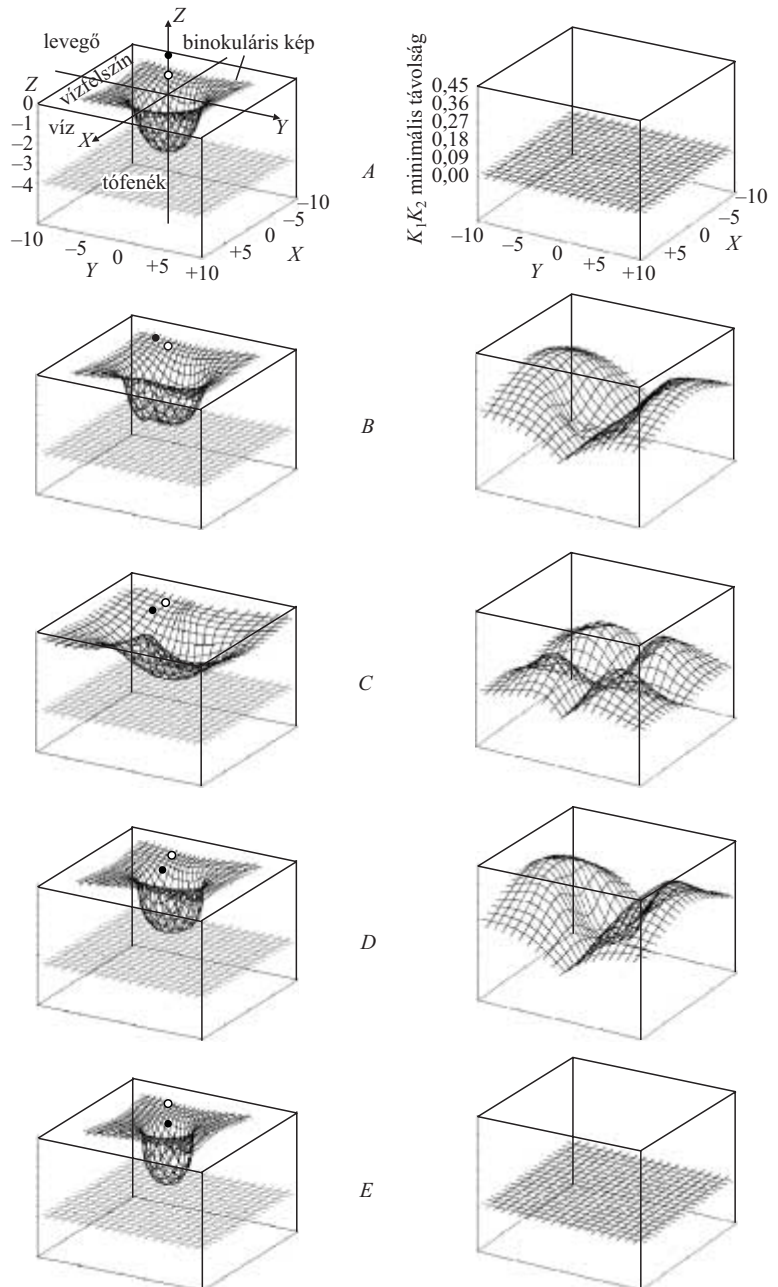 Z
levegő
binokuláris kép
vízfelszín
Z
0
−1
−2
−3
−4
víz
X
Y
tófenék
−10
−5
0
+5
+10
Y
+5
0
−5
−10
X
A
K₁K₂ minimális távolság
0,45
0,36
0,27
0,18
0,09
0,00
−10
−5
0
+5
+10
Y
+5
0
−5
−10
X
B
C
D
E